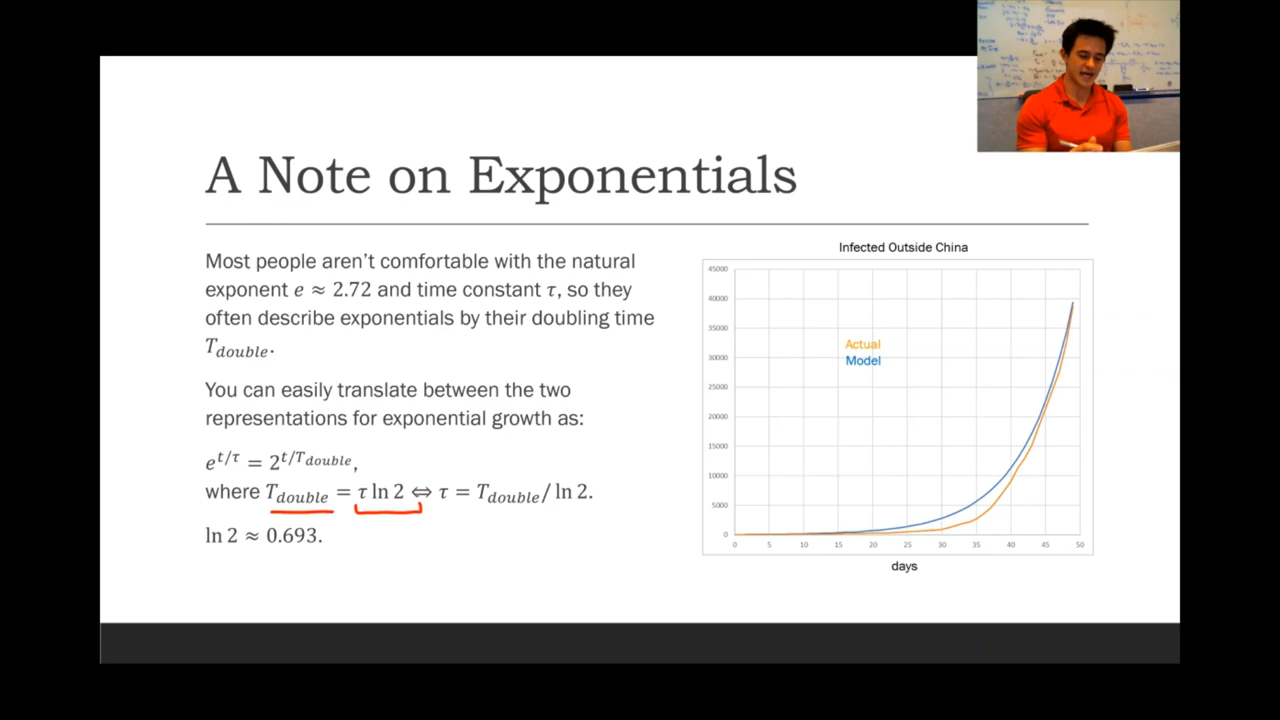 A Note on Exponentials
Most people aren't comfortable with the natural
exponent e ≈ 2.72 and time constant τ, so they
often describe exponentials by their doubling time
T_double.
You can easily translate between the two
representations for exponential growth as:
e^{t/τ} = 2^{t/T_double},
where T_double = τ ln 2 ⇔ τ = T_double / ln 2.
ln 2 ≈ 0.693.
Infected Outside China
45000
40000
35000
30000
25000
20000
15000
10000
5000
0
Actual
Model
0 5 10 15 20 25 30 35 40 45 50
days